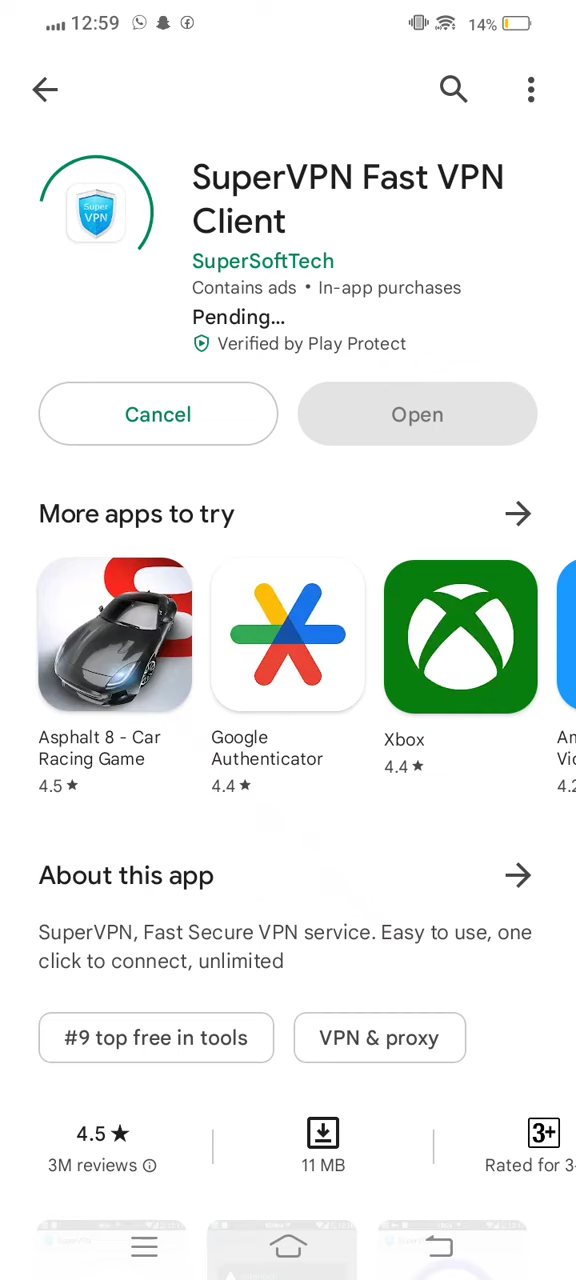 12:59
14%
Super
VPN
SuperVPN Fast VPN
Client
SuperSoftTech
Contains ads • In-app purchases
Pending...
Verified by Play Protect
Cancel
Open
More apps to try
Asphalt 8 - Car
Racing Game
4.5 ★
Google
Authenticator
4.4 ★
Xbox
4.4 ★
4.2
About this app
SuperVPN, Fast Secure VPN service. Easy to use, one
click to connect, unlimited
#9 top free in tools
VPN & proxy
4.5 ★
3M reviews
11 MB
3+
Rated for 3